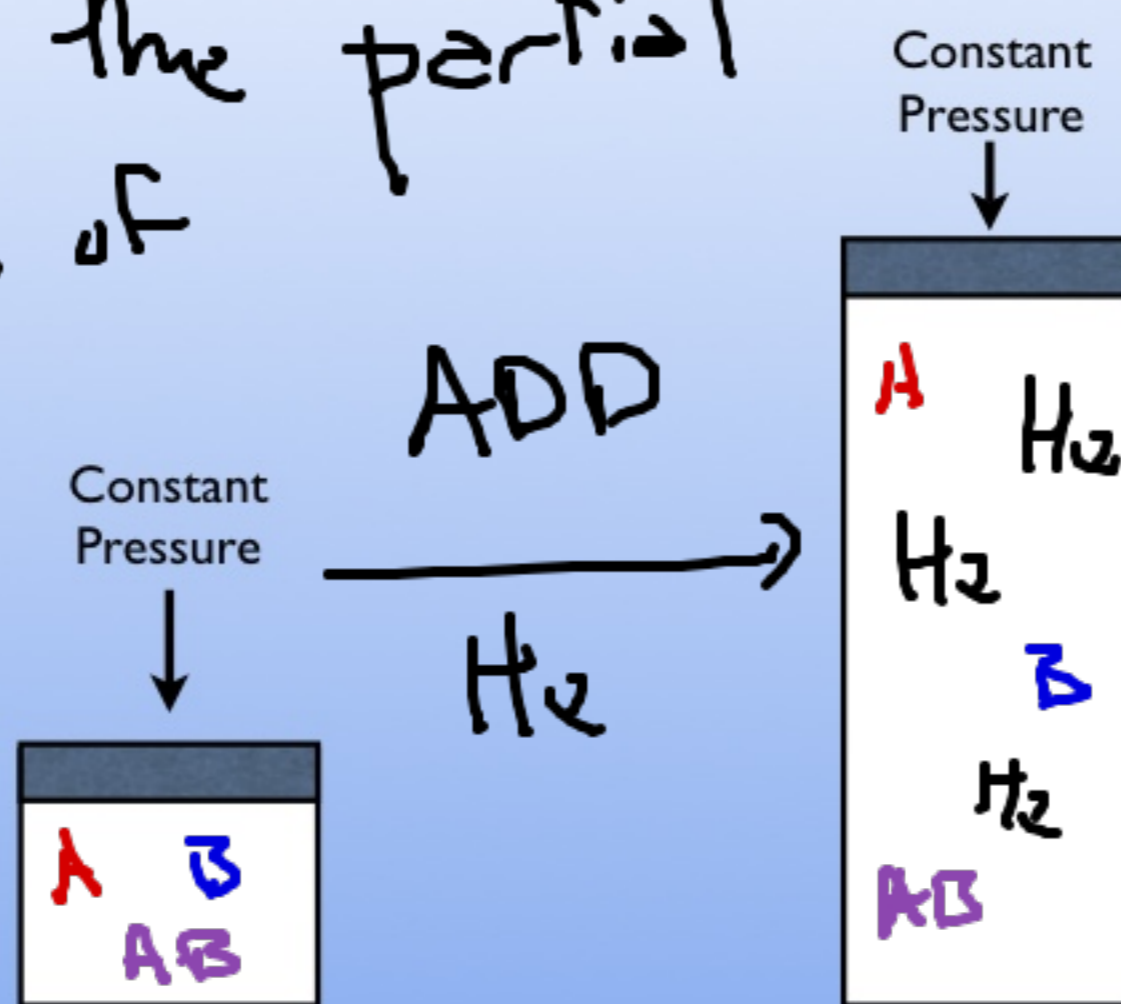 the partial
of
Constant
Pressure
ADD
H2
Constant
Pressure
A B
AB
A
H2
H2
B
H2
AB